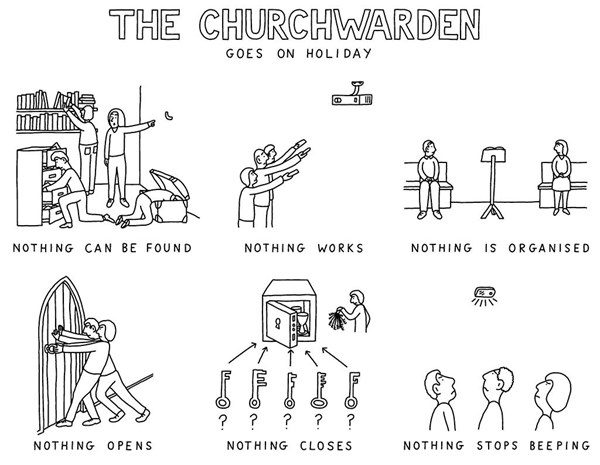 THE CHURCHWARDEN
GOES ON HOLIDAY
NOTHING CAN BE FOUND
NOTHING WORKS
NOTHING IS ORGANISED
NOTHING OPENS
? ? ? ? ?
NOTHING CLOSES
NOTHING STOPS BEEPING